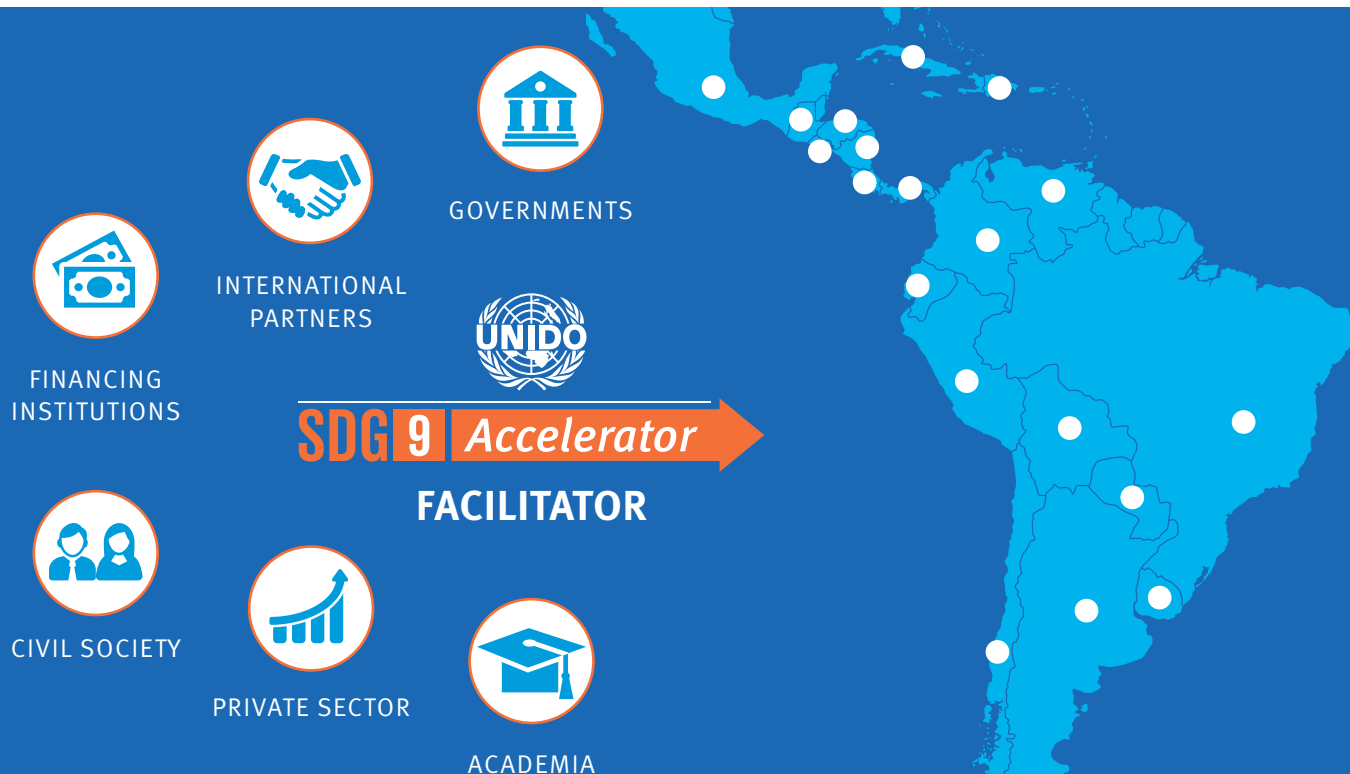 GOVERNMENTS
INTERNATIONAL
PARTNERS
FINANCING
INSTITUTIONS
UNIDO
SDG 9 Accelerator
FACILITATOR
CIVIL SOCIETY
PRIVATE SECTOR
ACADEMIA